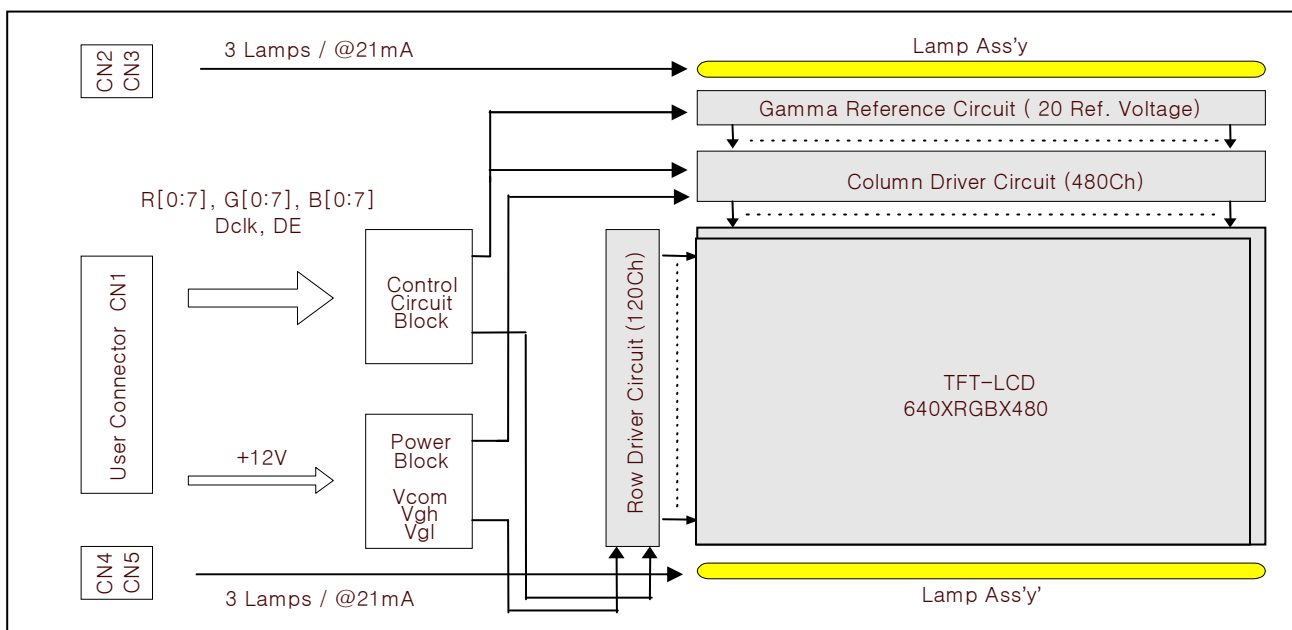 CN2
CN3
3 Lamps / @21mA
Lamp Ass'y
Gamma Reference Circuit ( 20 Ref. Voltage)
Column Driver Circuit (480Ch)
R[0:7], G[0:7], B[0:7]
Dclk, DE
User Connector CN1
Control
Circuit
Block
Row Driver Circuit (120Ch)
TFT-LCD
640XRGBX480
+12V
Power
Block
Vcom
Vgh
Vgl
CN4
CN5
3 Lamps / @21mA
Lamp Ass'y'